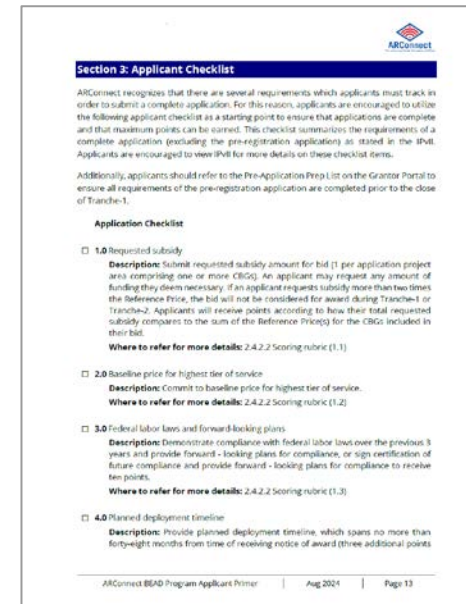 ARConnect
Section 3: Applicant Checklist
ARConnect recognizes that there are several requirements which applicants must track in
order to submit a complete application. For this reason, applicants are encouraged to utilize
the following applicant checklist as a starting point to ensure that applications are complete
and that maximum points can be earned. This checklist summarizes the requirements of a
complete application (excluding the pre-registration application) as stated in the IPvII.
Applicants are encouraged to view IPvII for more details on these checklist items.
Additionally, applicants should refer to the Pre-Application Prep List on the Grantor Portal to
ensure all requirements of the pre-registration application are completed prior to the close
of Tranche-1.
Application Checklist
1.0 Requested subsidy
Description: Submit requested subsidy amount for bid (1 per application project
area comprising one or more CBGs). An applicant may request any amount of
funding they deem necessary. If an applicant requests subsidy more than two times
the Reference Price, the bid will not be considered for award during Tranche-1 or
Tranche-2. Applicants will receive points according to how their total requested
subsidy compares to the sum of the Reference Price(s) for the CBGs included in
their bid.
Where to refer for more details: 2.4.2.2 Scoring rubric (1.1)
2.0 Baseline price for highest tier of service
Description: Commit to baseline price for highest tier of service.
Where to refer for more details: 2.4.2.2 Scoring rubric (1.2)
3.0 Federal labor laws and forward-looking plans
Description: Demonstrate compliance with federal labor laws over the previous 3
years and provide forward - looking plans for compliance, or sign certification of
future compliance and provide forward - looking plans for compliance to receive
ten points.
Where to refer for more details: 2.4.2.2 Scoring rubric (1.3)
4.0 Planned deployment timeline
Description: Provide planned deployment timeline, which spans no more than
forty-eight months from time of receiving notice of award (three additional points
ARConnect BEAD Program Applicant Primer | Aug 2024 | Page 13